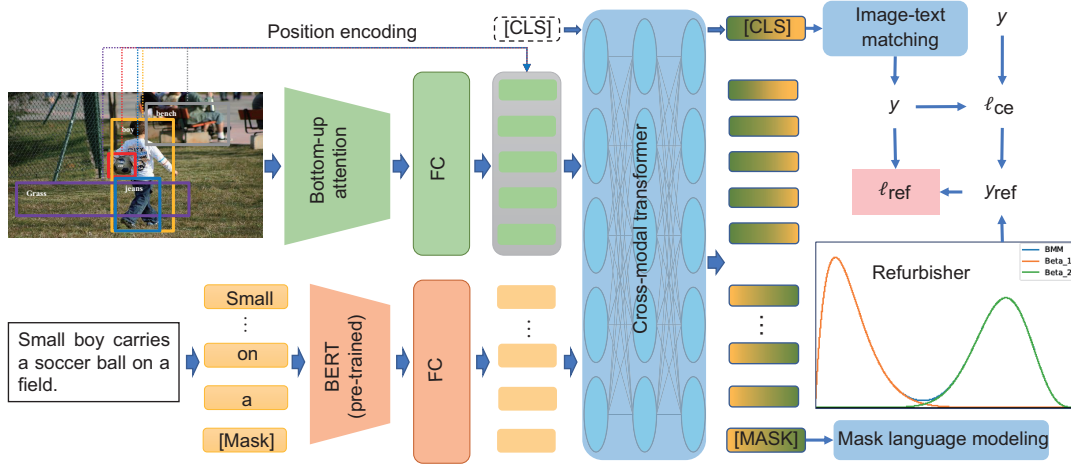 Position encoding
[CLS]
[CLS]
Image-text
matching
y
bench
boy
Grass
jeans
Bottom-up
attention
FC
Cross-modal transformer
y
ℓce
ℓref
yref
Refurbisher
BMM
Beta_1
Beta_2
Small boy carries
a soccer ball on a
field.
Small
⋮
on
a
[Mask]
BERT
(pre-trained)
FC
⋮
⋮
[MASK]
Mask language modeling